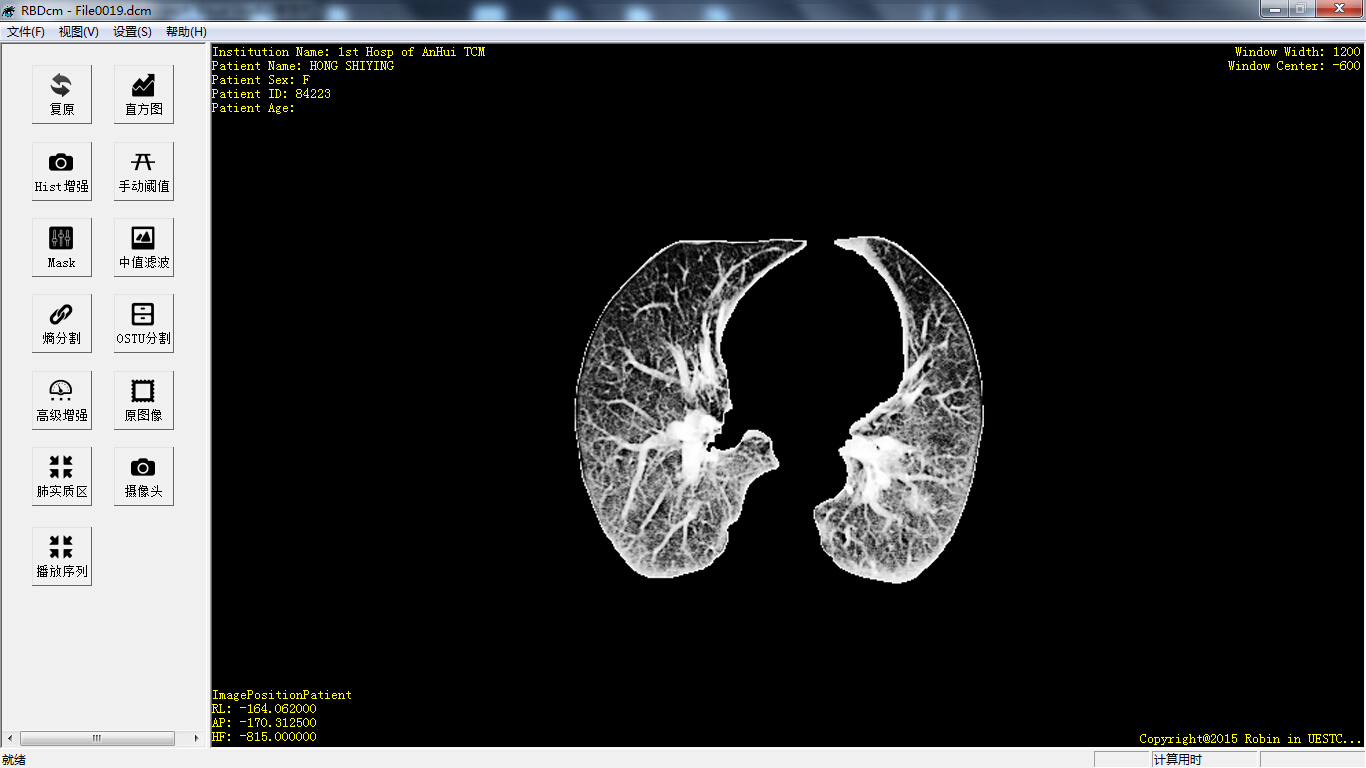 RBDcm - File0019.dcm
文件(F) 视图(V) 设置(S) 帮助(H)
复原
直方图
Hist增强
手动阈值
Mask
中值滤波
熵分割
OSTU分割
高级增强
原图像
肺实质区
摄像头
播放序列
Institution Name: 1st Hosp of AnHui TCM
Patient Name: HONG SHIYING
Patient Sex: F
Patient ID: 84223
Patient Age:
Window Width: 1200
Window Center: -600
ImagePositionPatient
RL: -164.062000
AP: -170.312500
HF: -815.000000
Copyright@2015 Robin in UESTC...
就绪
计算用时